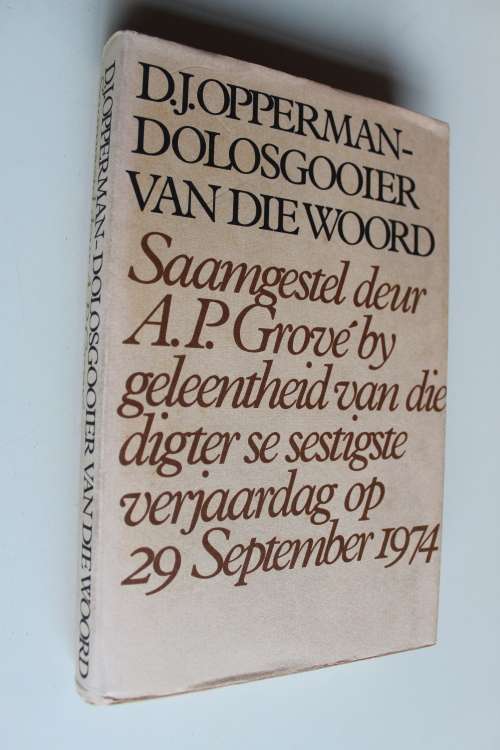 D.J.OPPERMAN-
DOLOSGOOIER
VAN DIE WOORD
Saamgestel deur
A.P. Grové by
geleentheid van die
digter se sestigste
verjaardag op
29 September 1974
DJOPPERMAN-DOLOSGOOIER VAN DIE WOORD